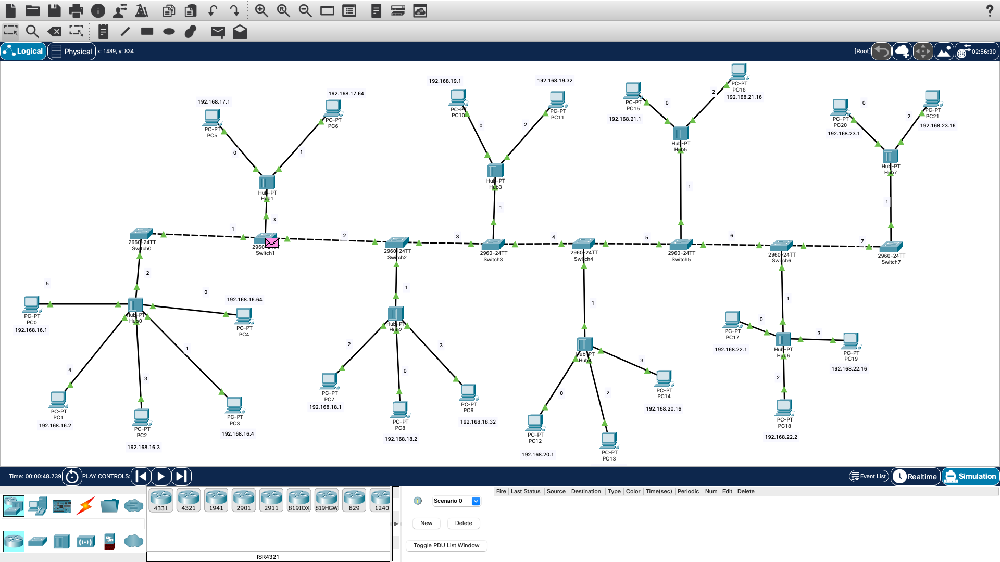 Logical
Physical
x: 1489, y: 834
[Root]
02:56:30
192.168.17.1
PC-PT
PC5
192.168.17.64
PC-PT
PC6
0
1
Hub-PT
Hub1
3
192.168.19.1
PC-PT
PC10
192.168.19.32
PC-PT
PC11
0
2
Hub-PT
Hub3
1
PC-PT
PC15
192.168.21.1
PC-PT
PC16
192.168.21.16
0
2
Hub-PT
Hub5
1
PC-PT
PC20
192.168.23.1
PC-PT
PC21
192.168.23.16
0
2
Hub-PT
Hub7
1
2960-24TT
Switch0
1
2960-24TT
Switch1
2
2960-24TT
Switch2
3
2960-24TT
Switch3
4
2960-24TT
Switch4
5
2960-24TT
Switch5
6
2960-24TT
Switch6
7
2960-24TT
Switch7
2
5
0
PC-PT
PC0
192.168.16.1
Hub-PT
Hub0
192.168.16.64
PC-PT
PC4
4
3
1
PC-PT
PC1
192.168.16.2
PC-PT
PC2
192.168.16.3
PC-PT
PC3
192.168.16.4
1
Hub-PT
Hub2
2
0
3
PC-PT
PC7
192.168.18.1
PC-PT
PC8
192.168.18.2
PC-PT
PC9
192.168.18.32
1
Hub-PT
Hub4
0
2
3
PC-PT
PC12
192.168.20.1
PC-PT
PC13
PC-PT
PC14
192.168.20.16
1
Hub-PT
Hub6
0
3
2
PC-PT
PC17
192.168.22.1
PC-PT
PC19
192.168.22.16
PC-PT
PC18
192.168.22.2
Time: 00:00:48.739
PLAY CONTROLS:
Event List
Realtime
Simulation
4331
4321
1941
2901
2911
819IOX
819HGW
829
1240
ISR4321
Scenario 0
New
Delete
Toggle PDU List Window
Fire Last Status Source Destination Type Color Time(sec) Periodic Num Edit Delete